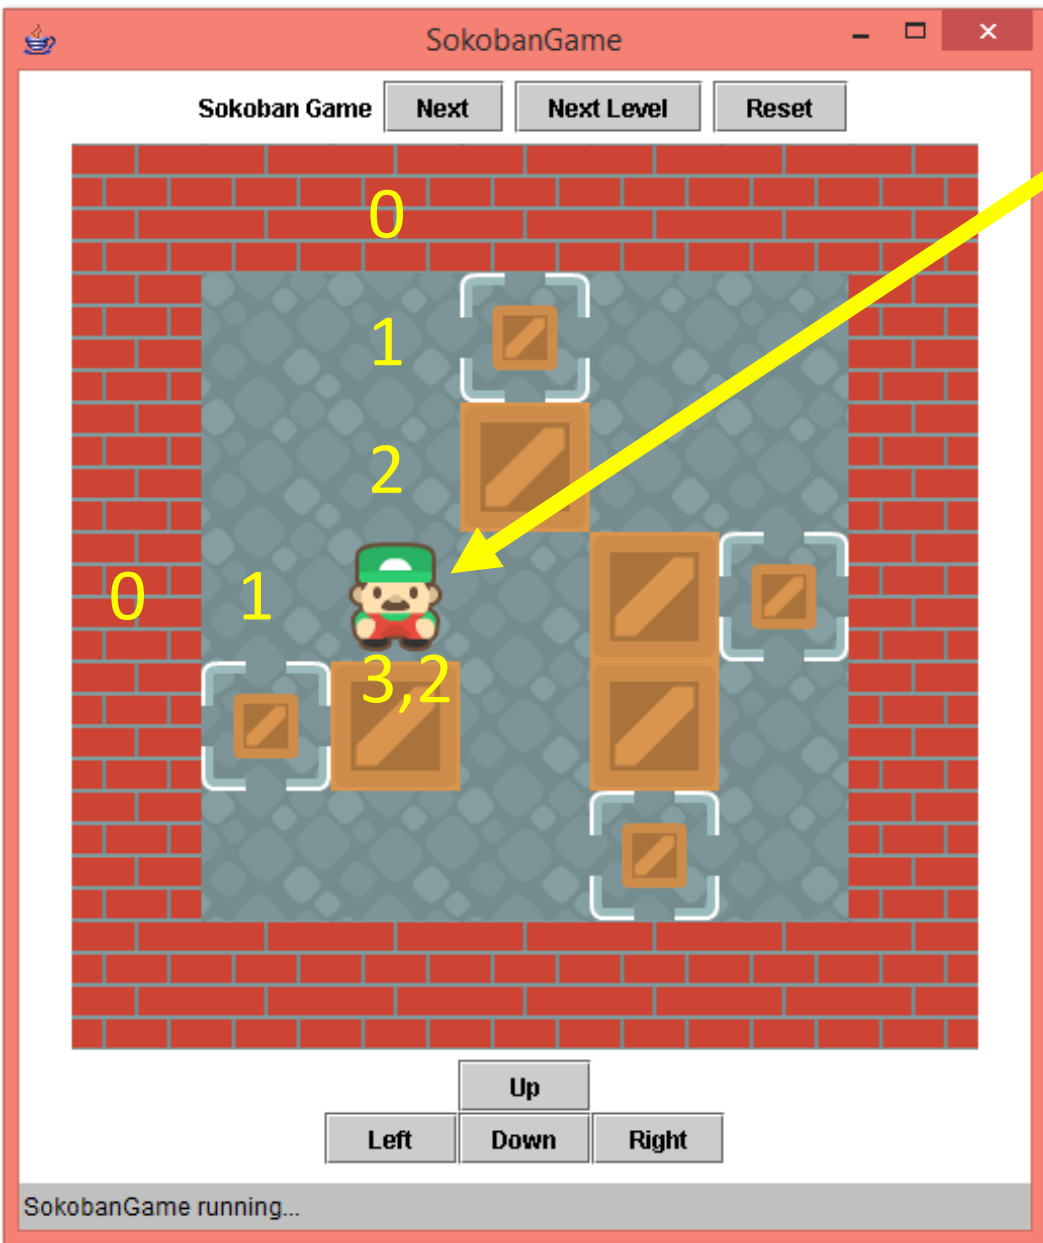 SokobanGame
Sokoban Game Next Next Level Reset
0
1
2
0 1
3,2
Up
Left Down Right
SokobanGame running...